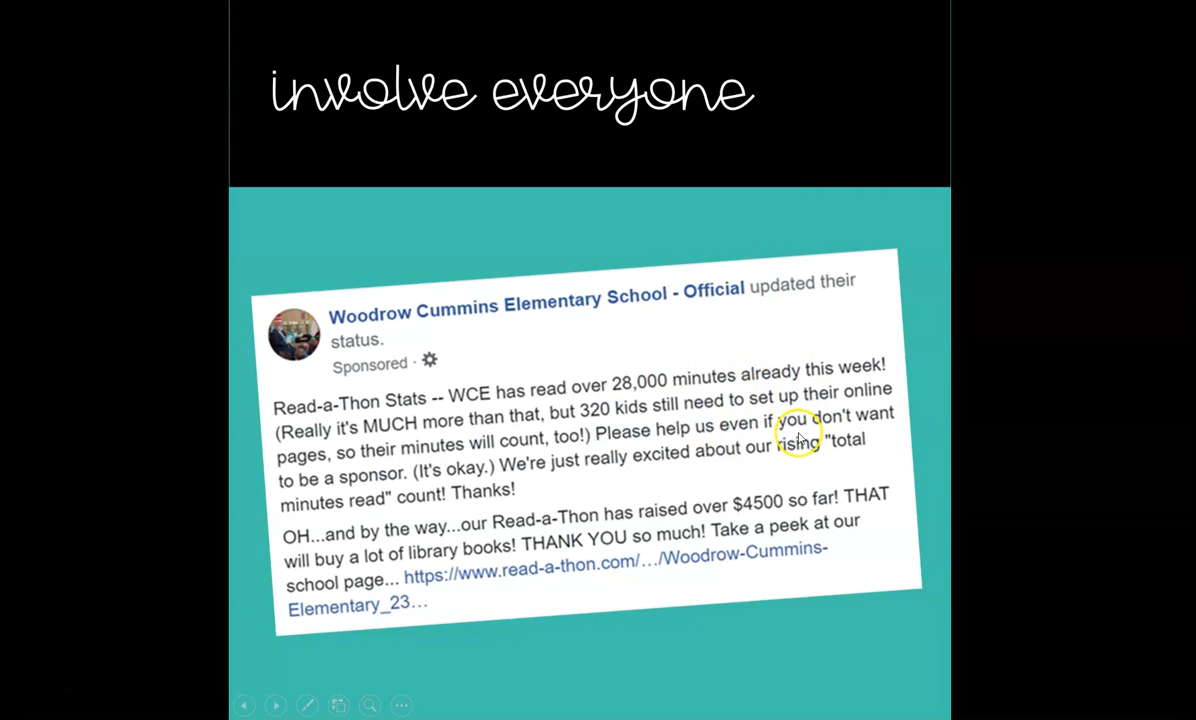 involve everyone
Woodrow Cummins Elementary School - Official updated their
status.
Sponsored ·
Read-a-Thon Stats -- WCE has read over 28,000 minutes already this week!
(Really it's MUCH more than that, but 320 kids still need to set up their online
pages, so their minutes will count, too!) Please help us even if you don't want
to be a sponsor. (It's okay.) We're just really excited about our rising "total
minutes read" count! Thanks!
OH...and by the way...our Read-a-Thon has raised over $4500 so far! THAT
will buy a lot of library books! THANK YOU so much! Take a peek at our
school page... https://www.read-a-thon.com/.../Woodrow-Cummins-
Elementary_23...